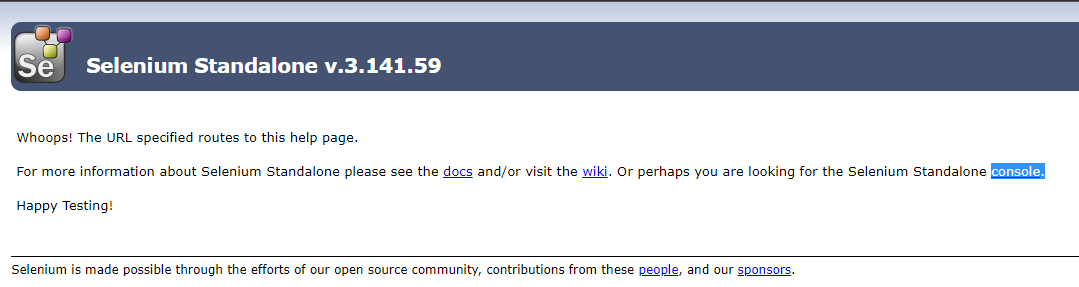 Se
Selenium Standalone v.3.141.59
Whoops! The URL specified routes to this help page.
For more information about Selenium Standalone please see the docs and/or visit the wiki. Or perhaps you are looking for the Selenium Standalone console.
Happy Testing!
Selenium is made possible through the efforts of our open source community, contributions from these people, and our sponsors.